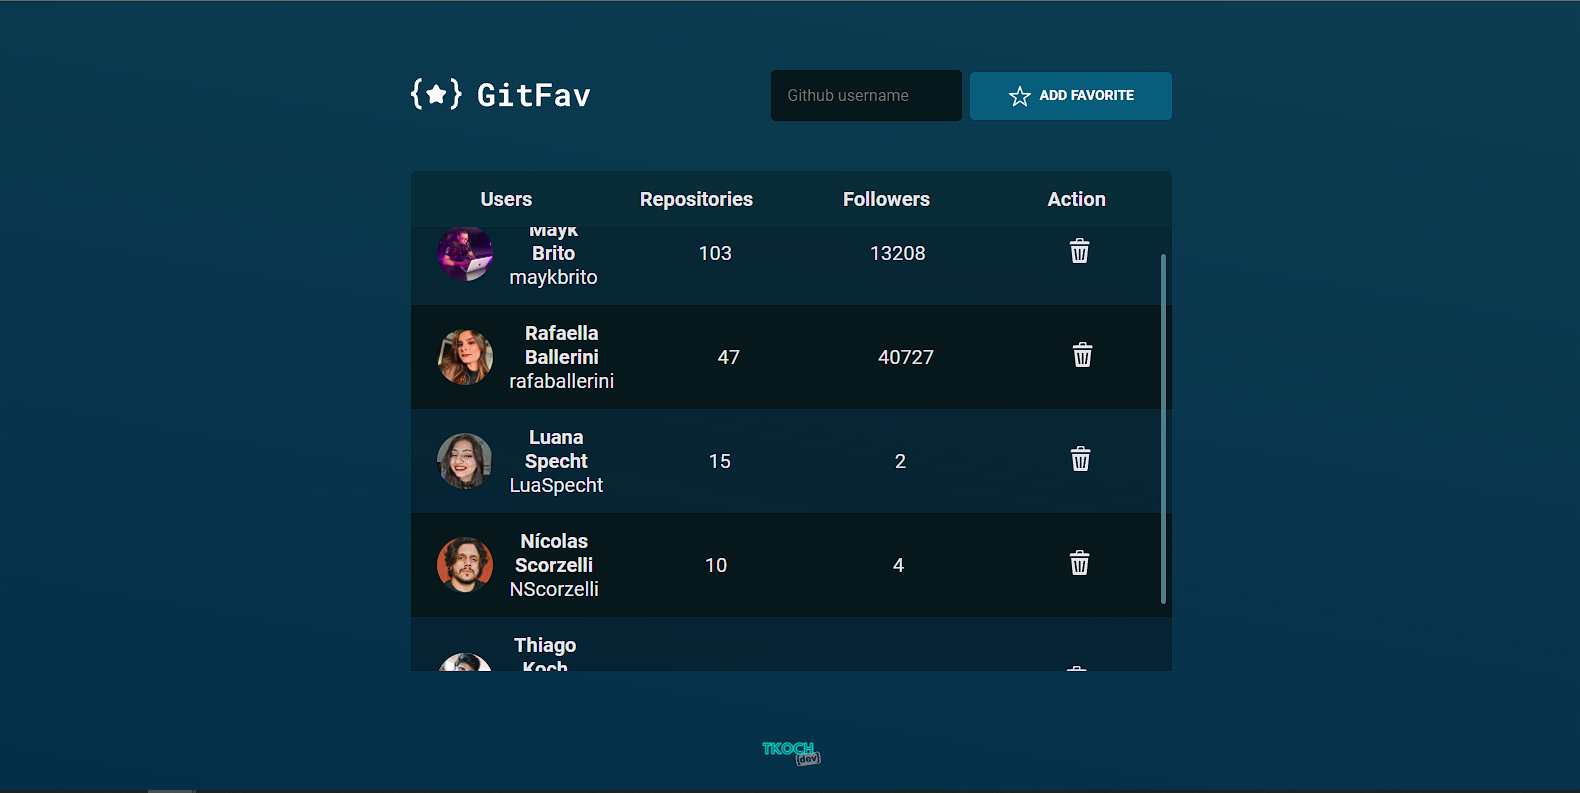 GitFav
Github username
ADD FAVORITE
Users Repositories Followers Action
Mayk
Brito
maykbrito
103 13208
Rafaella
Ballerini
rafaballerini
47 40727
Luana
Specht
LuaSpecht
15 2
Nícolas
Scorzelli
NScorzelli
10 4
Thiago
Koch
TKOCH
dev